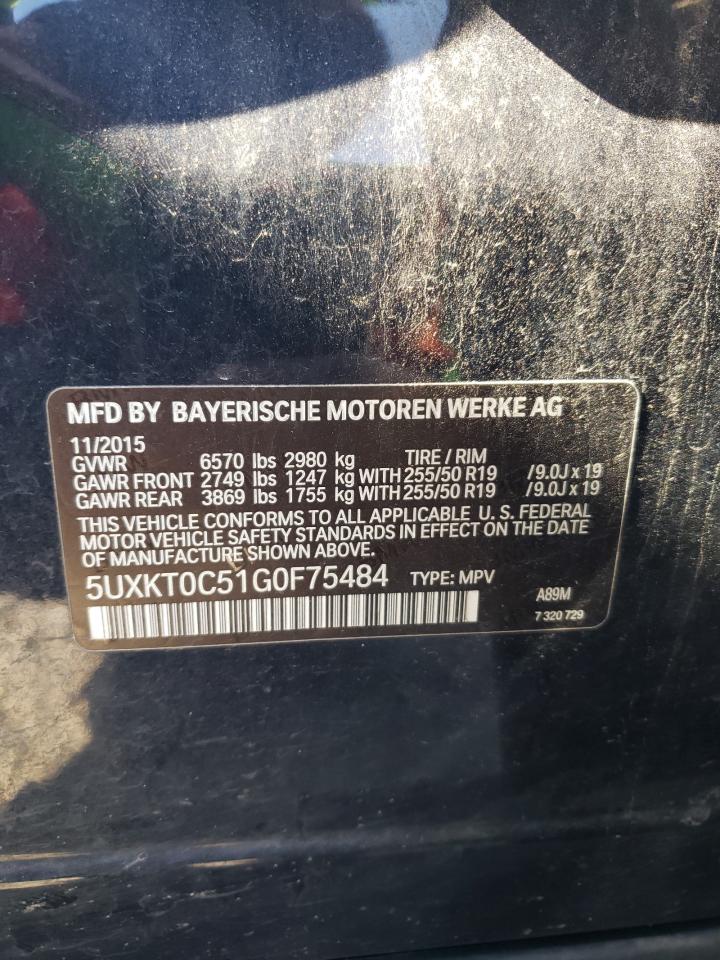 MFD BY BAYERISCHE MOTOREN WERKE AG
11/2015 TIRE / RIM
GVWR 6570 lbs 2980 kg
GAWR FRONT 2749 lbs 1247 kg WITH 255/50 R19 /9.0J x 19
GAWR REAR 3869 lbs 1755 kg WITH 255/50 R19 /9.0J x 19
THIS VEHICLE CONFORMS TO ALL APPLICABLE U. S. FEDERAL
MOTOR VEHICLE SAFETY STANDARDS IN EFFECT ON THE DATE
OF MANUFACTURE SHOWN ABOVE.
5UXKT0C51G0F75484 TYPE: MPV A89M
7 320 729